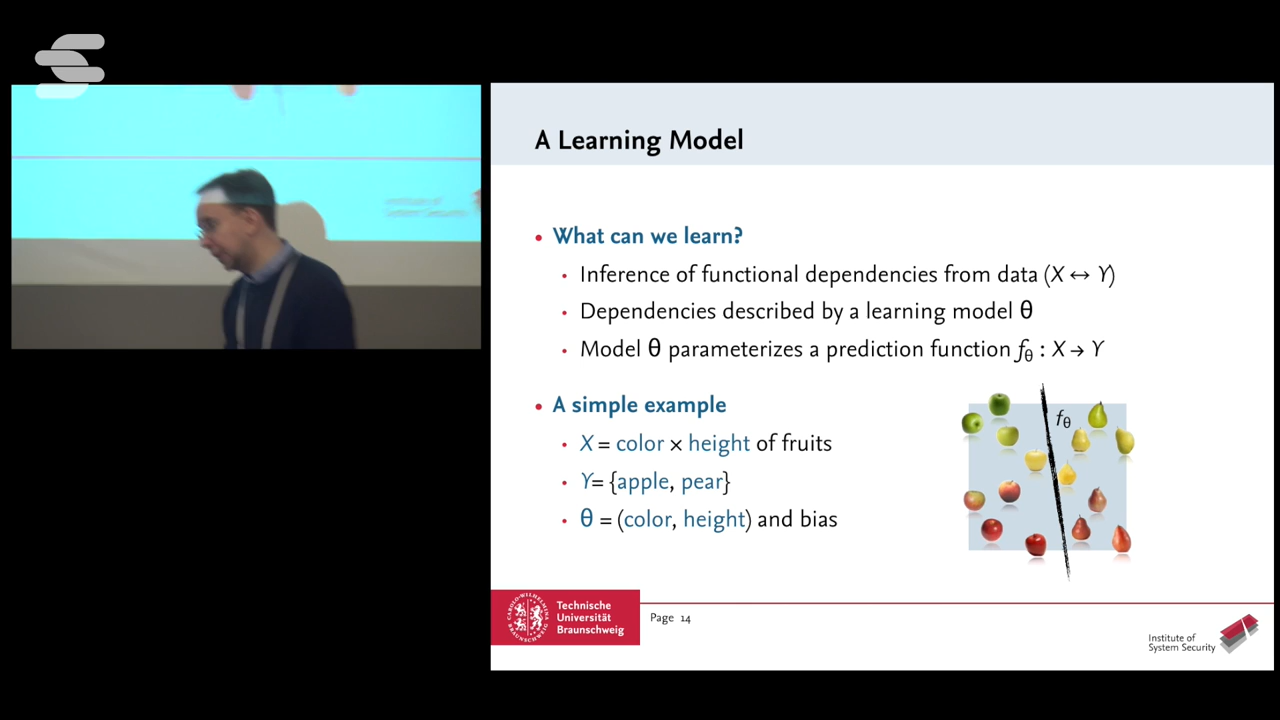 A Learning Model
• What can we learn?
• Inference of functional dependencies from data (X ↔ Y)
• Dependencies described by a learning model θ
• Model θ parameterizes a prediction function fθ : X → Y
• A simple example
• X = color × height of fruits
• Y= {apple, pear}
• θ = (color, height) and bias
fθ
Technische
Universität
Braunschweig
Page 14
Institute of
System Security